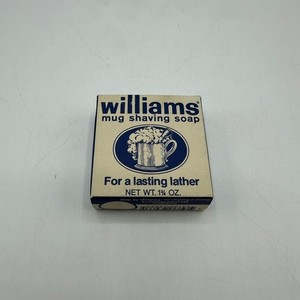 williams®
mug shaving soap
For a lasting lather
NET WT. 1¾ OZ.